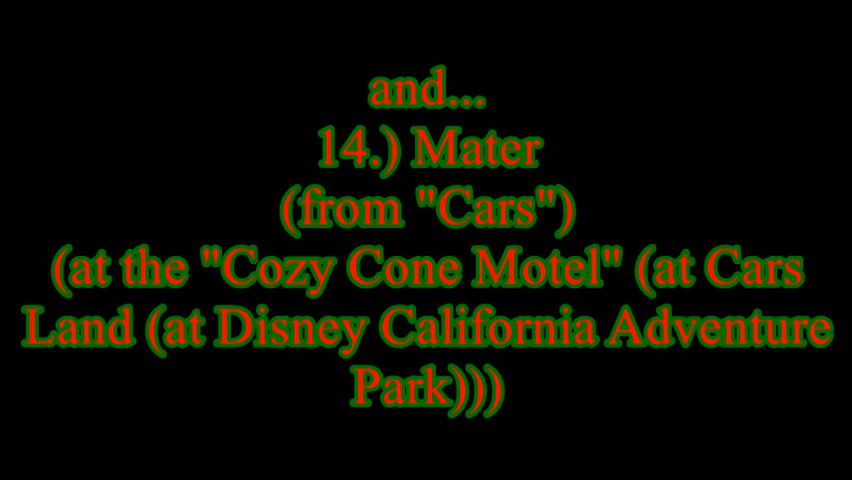 and...
14.) Mater
(from "Cars")
(at the "Cozy Cone Motel" (at Cars
Land (at Disney California Adventure
Park)))